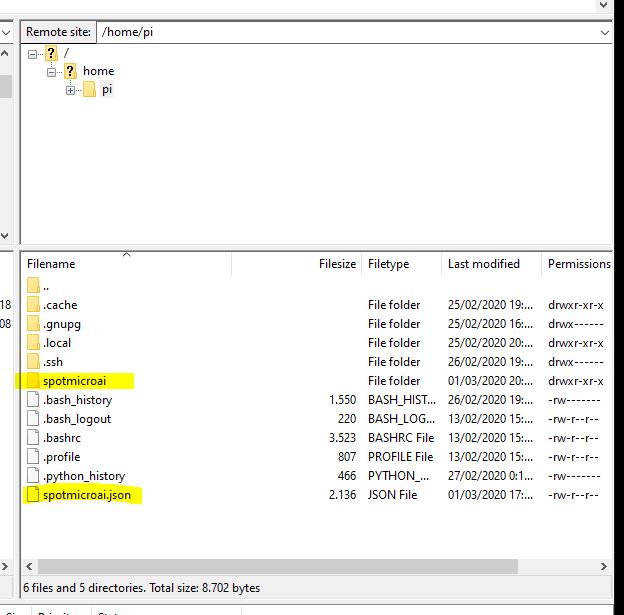 Remote site: /home/pi
? /
? home
pi
Filename Filesize Filetype Last modified Permissions
..
18 .cache File folder 25/02/2020 19:... drwxr-xr-x
08 .gnupg File folder 25/02/2020 16:... drwx------
.local File folder 25/02/2020 20:... drwxr-xr-x
.ssh File folder 26/02/2020 19:... drwx------
spotmicroai File folder 01/03/2020 20:... drwxr-xr-x
.bash_history 1.550 BASH_HIST... 26/02/2020 19:... -rw-------
.bash_logout 220 BASH_LOG... 13/02/2020 15:... -rw-r--r--
.bashrc 3.523 BASHRC File 13/02/2020 15:... -rw-r--r--
.profile 807 PROFILE File 13/02/2020 15:... -rw-r--r--
.python_history 466 PYTHON_... 27/02/2020 0:1... -rw-------
spotmicroai.json 2.136 JSON File 01/03/2020 17:... -rw-r--r--
6 files and 5 directories. Total size: 8.702 bytes